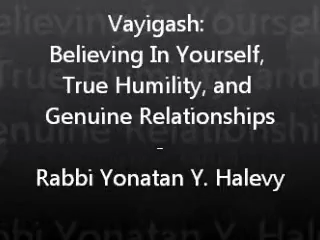 Vayigash:
Believing In Yourself,
True Humility, and
Genuine Relationships
-
Rabbi Yonatan Y. Halevy